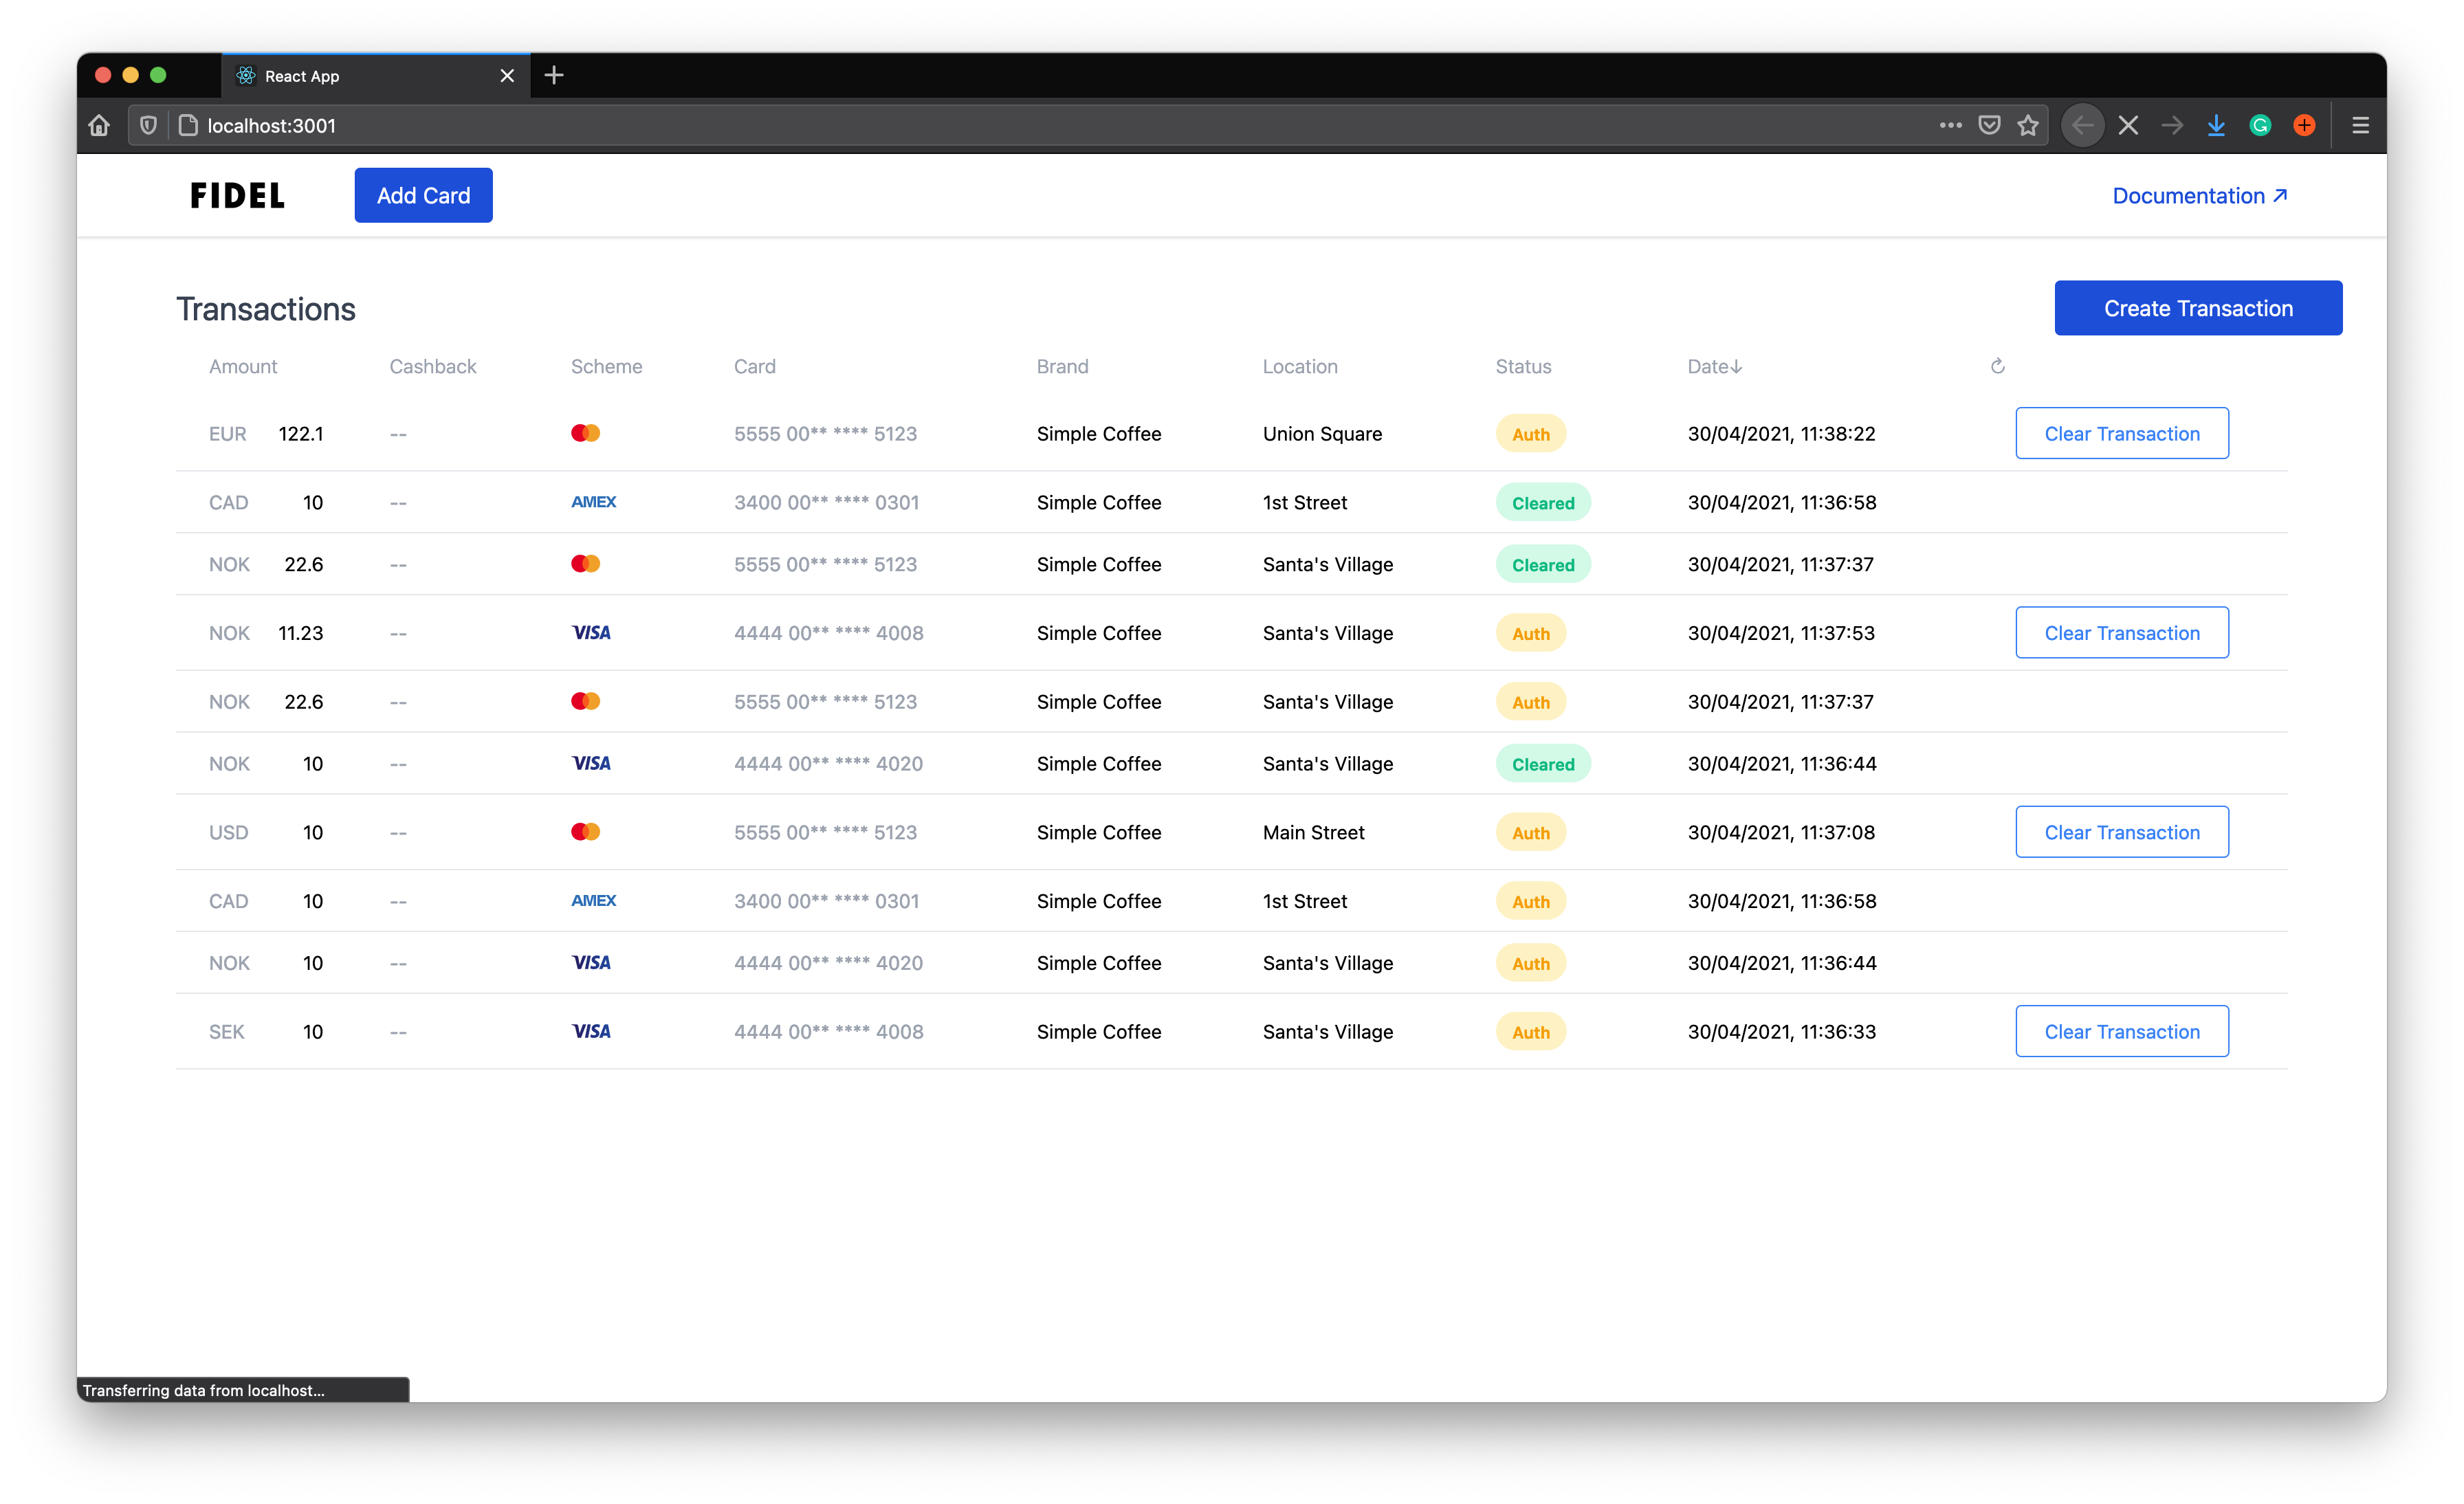 React App
localhost:3001
FIDEL Add Card Documentation ↗
Transactions Create Transaction
Amount Cashback Scheme Card Brand Location Status Date↓ ↻
EUR 122.1 -- 5555 00** **** 5123 Simple Coffee Union Square Auth 30/04/2021, 11:38:22 Clear Transaction
CAD 10 -- AMEX 3400 00** **** 0301 Simple Coffee 1st Street Cleared 30/04/2021, 11:36:58
NOK 22.6 -- 5555 00** **** 5123 Simple Coffee Santa's Village Cleared 30/04/2021, 11:37:37
NOK 11.23 -- VISA 4444 00** **** 4008 Simple Coffee Santa's Village Auth 30/04/2021, 11:37:53 Clear Transaction
NOK 22.6 -- 5555 00** **** 5123 Simple Coffee Santa's Village Auth 30/04/2021, 11:37:37
NOK 10 -- VISA 4444 00** **** 4020 Simple Coffee Santa's Village Cleared 30/04/2021, 11:36:44
USD 10 -- 5555 00** **** 5123 Simple Coffee Main Street Auth 30/04/2021, 11:37:08 Clear Transaction
CAD 10 -- AMEX 3400 00** **** 0301 Simple Coffee 1st Street Auth 30/04/2021, 11:36:58
NOK 10 -- VISA 4444 00** **** 4020 Simple Coffee Santa's Village Auth 30/04/2021, 11:36:44
SEK 10 -- VISA 4444 00** **** 4008 Simple Coffee Santa's Village Auth 30/04/2021, 11:36:33 Clear Transaction
Transferring data from localhost...